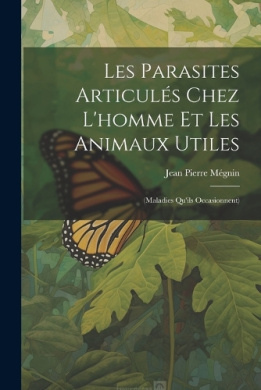 Les Parasites
Articulés Chez
L'homme Et Les
Animaux Utiles
Jean Pierre Mégnin
(Maladies Qu'ils Occasionnent)